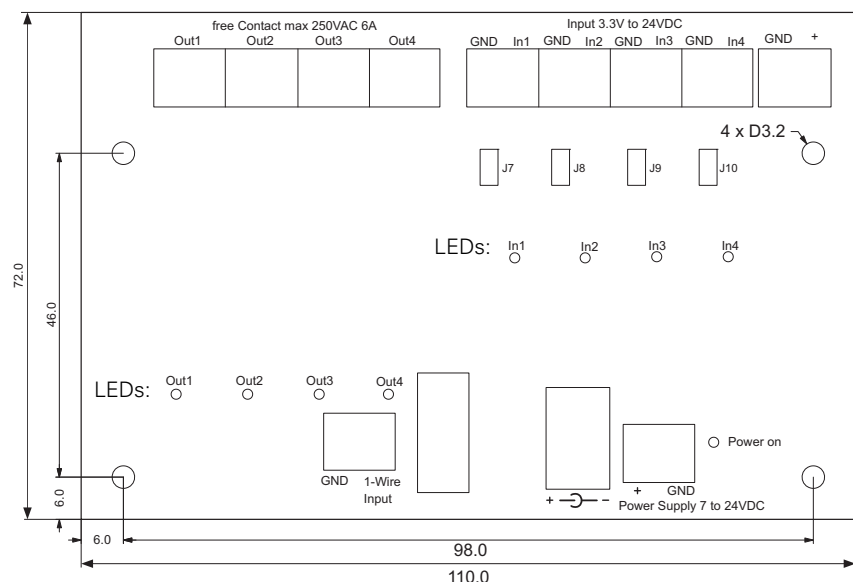 free Contact max 250VAC 6A
Out1 Out2 Out3 Out4
Input 3.3V to 24VDC
GND In1 GND In2 GND In3 GND In4 GND +
4 x D3.2
J7 J8 J9 J10
LEDs: In1 In2 In3 In4
72.0
46.0
LEDs: Out1 Out2 Out3 Out4
Power on
GND 1-Wire
Input
+ −
+ GND
Power Supply 7 to 24VDC
6.0
6.0
98.0
110.0